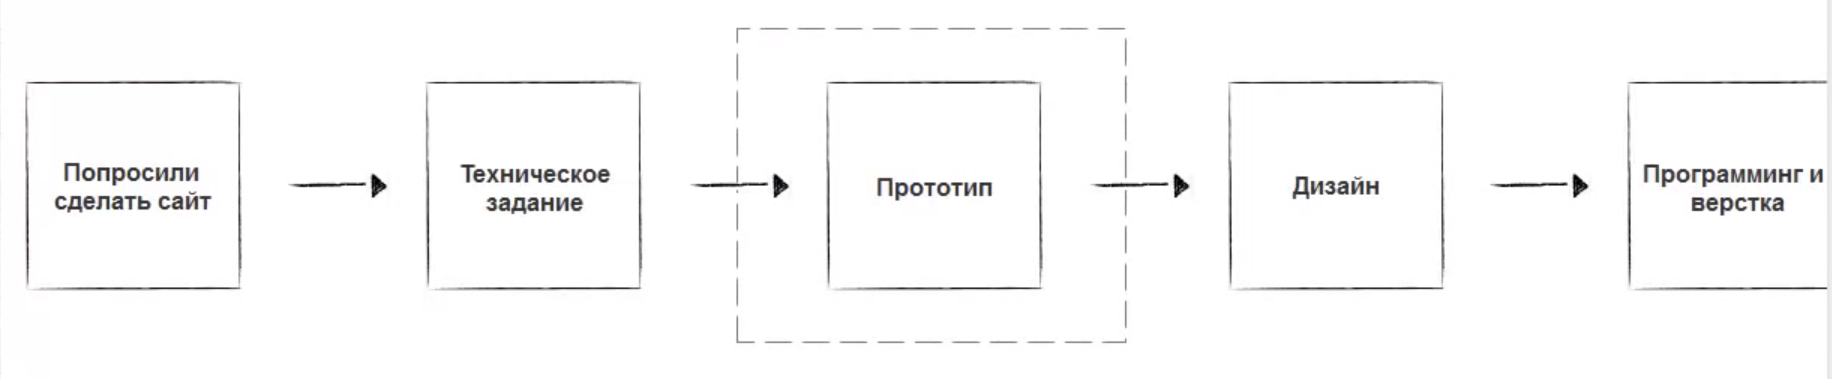 Попросили
сделать сайт
Техническое
задание
Прототип
Дизайн
Программинг и
верстка